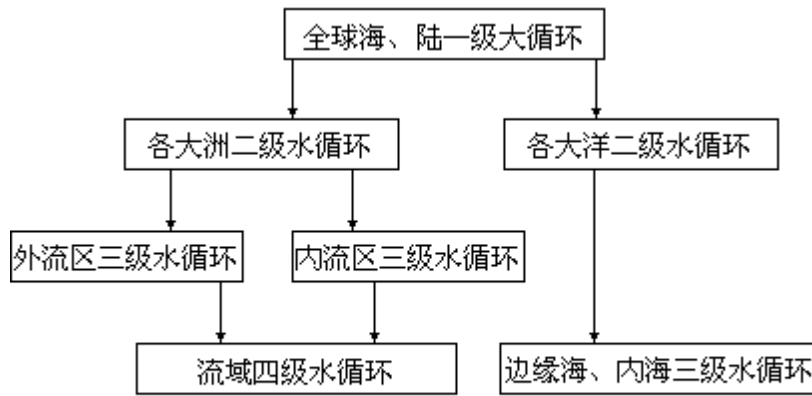 全球海、陆一级大循环
各大洲二级水循环
各大洋二级水循环
外流区三级水循环
内流区三级水循环
流域四级水循环
边缘海、内海三级水循环